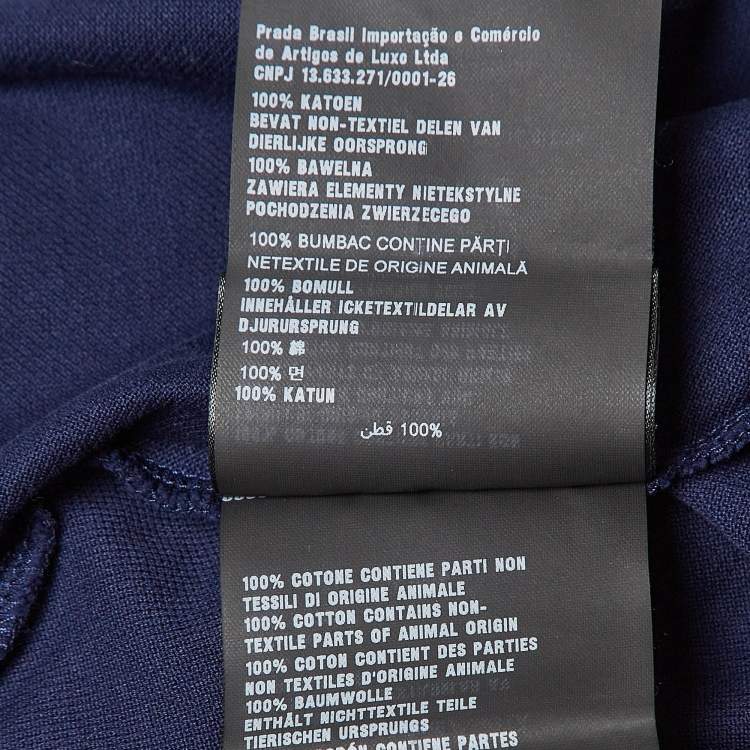 Prada Brasil Importação e Comércio
de Artigos de Luxo Ltda
CNPJ 13.633.271/0001-26
100% KATOEN
BEVAT NON-TEXTIEL DELEN VAN
DIERLIJKE OORSPRONG
100% BAWELNA
ZAWIERA ELEMENTY NIETEKSTYLNE
POCHODZENIA ZWIERZECEGO
100% BUMBAC CONȚINE PĂRȚI
NETEXTILE DE ORIGINE ANIMALĂ
100% BOMULL
INNEHÅLLER ICKETEXTILDELAR AV
DJURURSPRUNG
100% 綿
100% 면
100% KATUN
100% قطن
100% COTONE CONTIENE PARTI NON
TESSILI DI ORIGINE ANIMALE
100% COTTON CONTAINS NON-
TEXTILE PARTS OF ANIMAL ORIGIN
100% COTON CONTIENT DES PARTIES
NON TEXTILES D'ORIGINE ANIMALE
100% BAUMWOLLE
ENTHÄLT NICHTTEXTILE TEILE
TIERISCHEN URSPRUNGS
CONTIENE PARTES